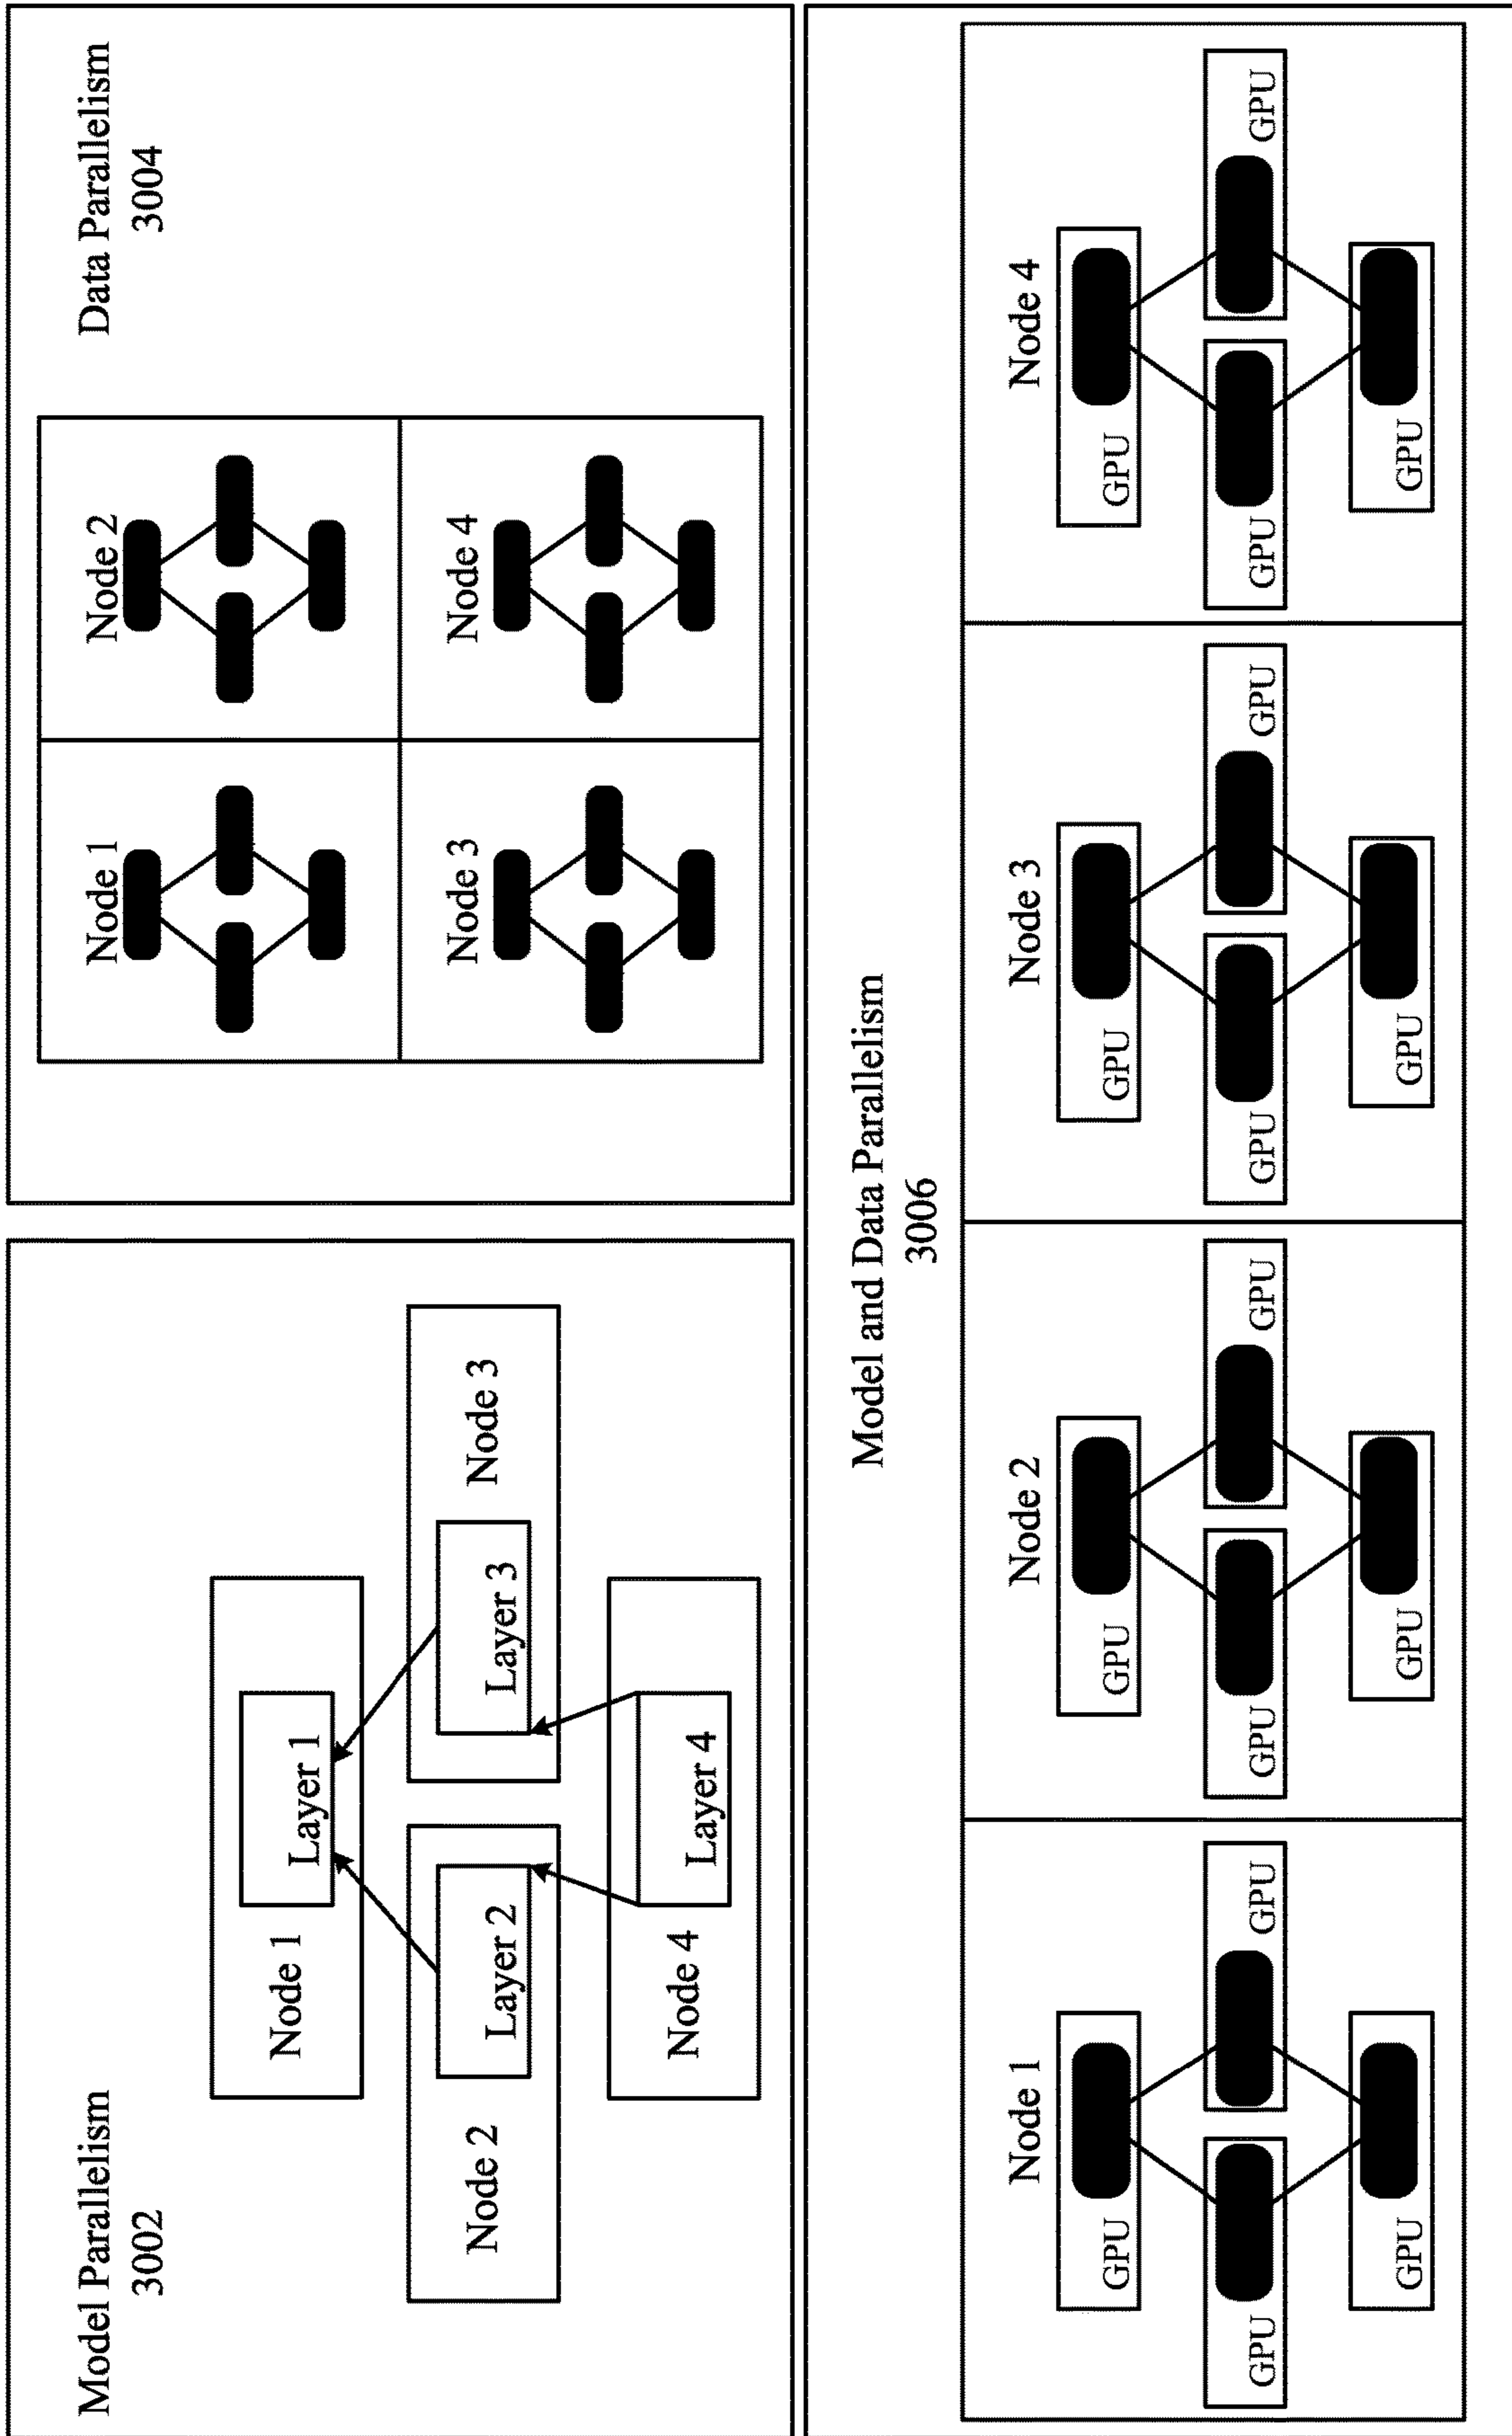 Model Parallelism
3002
Node 1
Layer 1
Node 2
Layer 2
Layer 3
Node 3
Node 4
Layer 4
Data Parallelism
3004
Node 1
Node 2
Node 3
Node 4
Model and Data Parallelism
3006
Node 1
GPU
GPU
GPU
GPU
Node 2
GPU
GPU
GPU
GPU
Node 3
GPU
GPU
GPU
GPU
Node 4
GPU
GPU
GPU
GPU